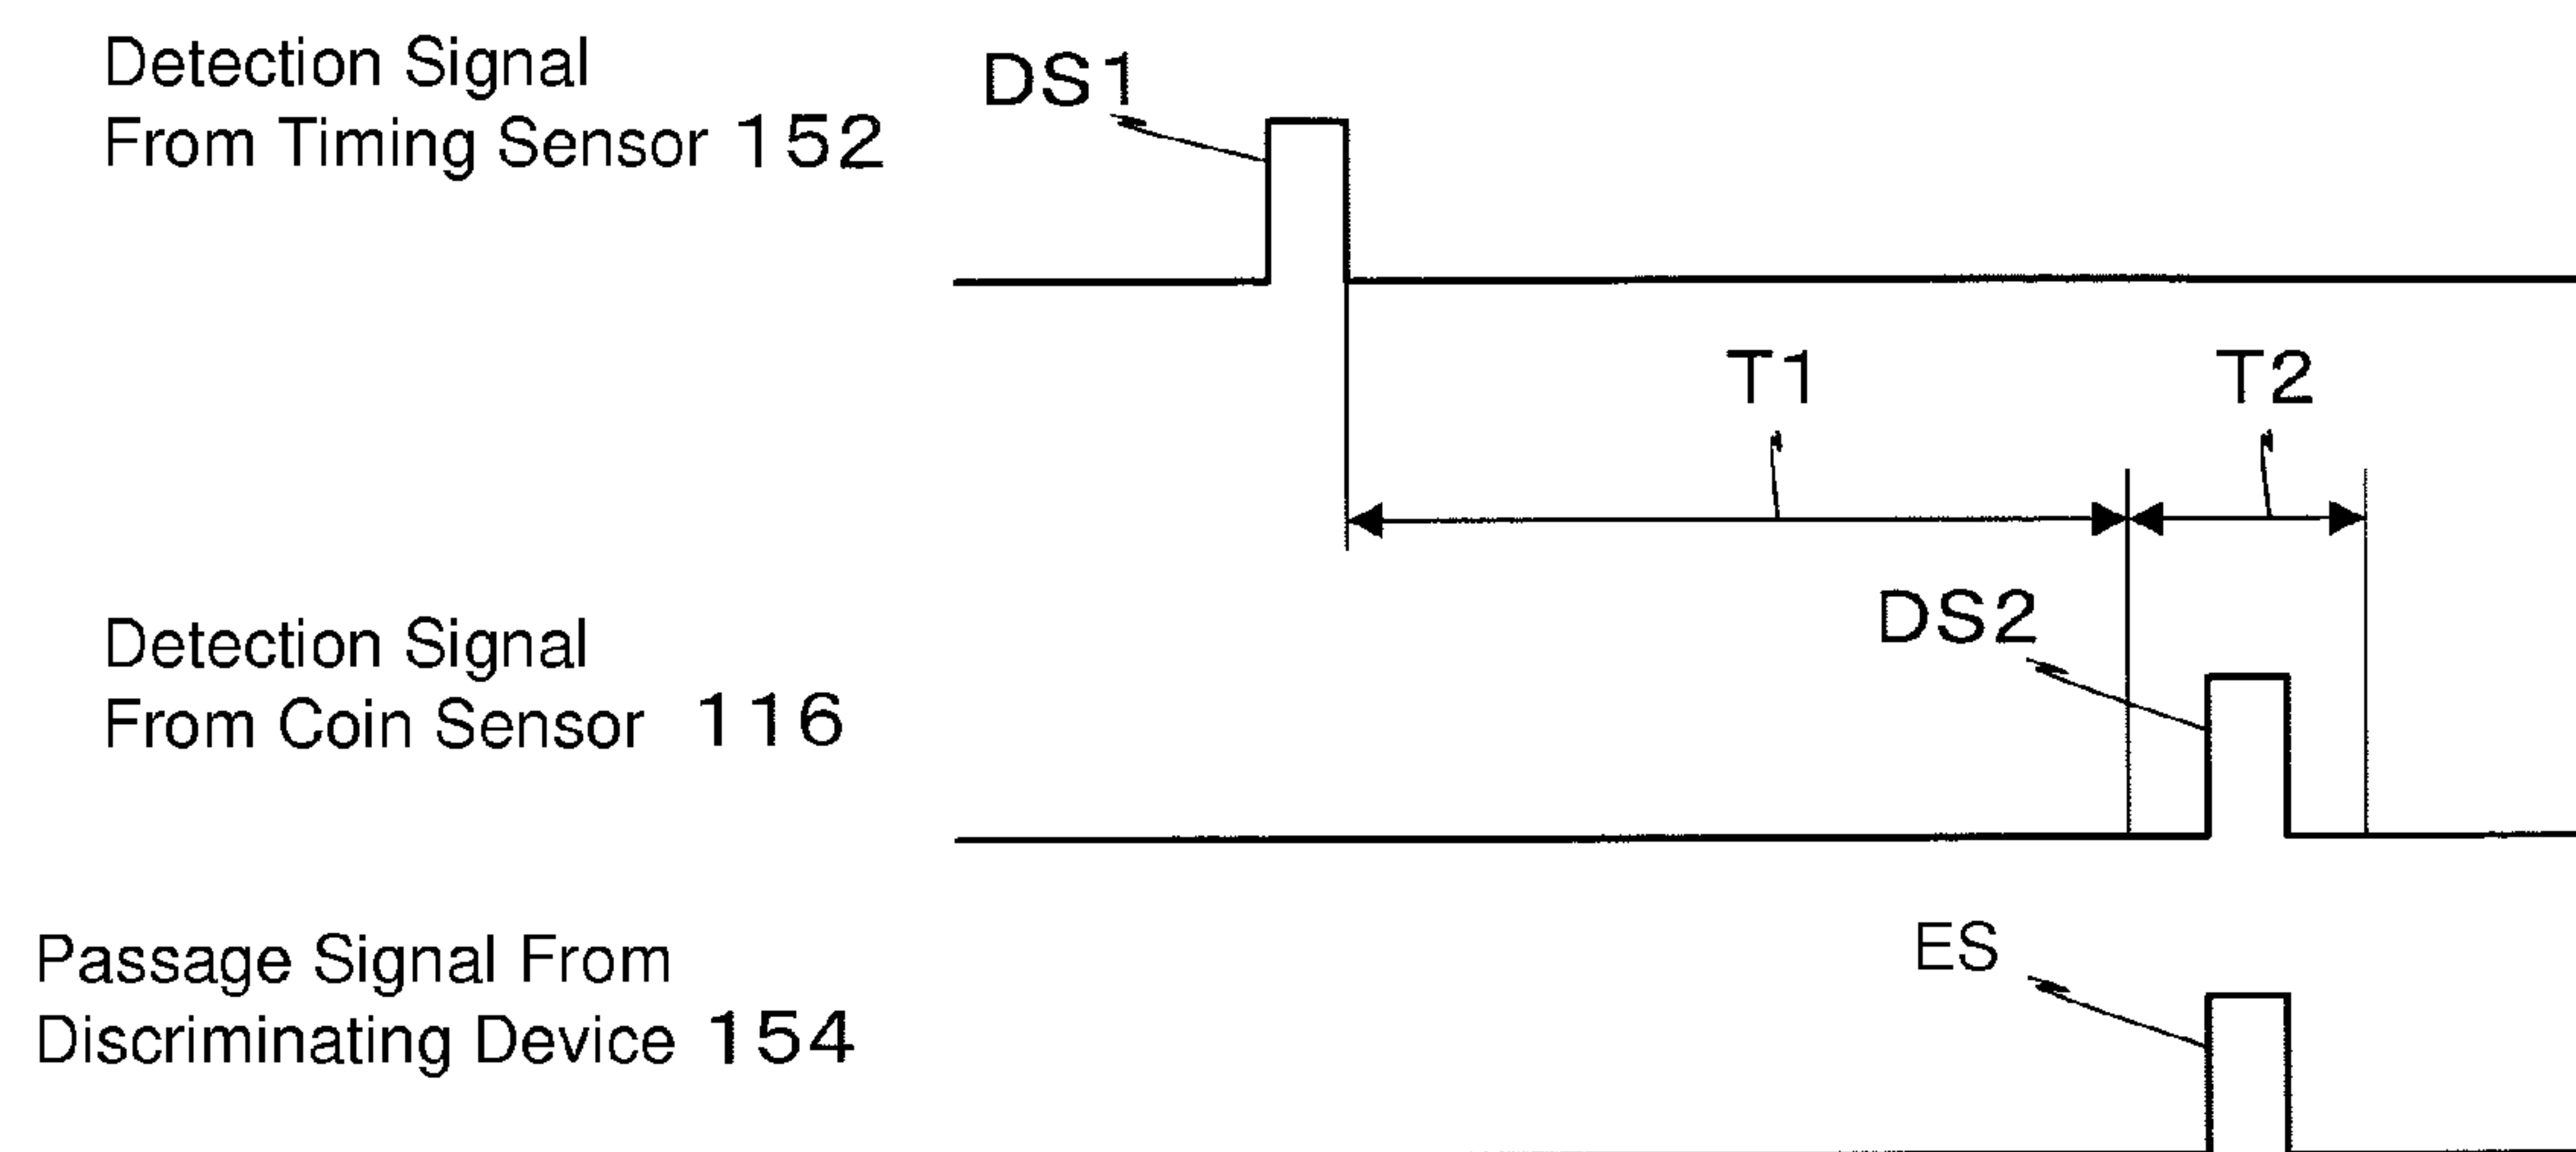 Detection Signal
From Timing Sensor 152
DS1
T1
T2
Detection Signal
From Coin Sensor 116
DS2
Passage Signal From
Discriminating Device 154
ES